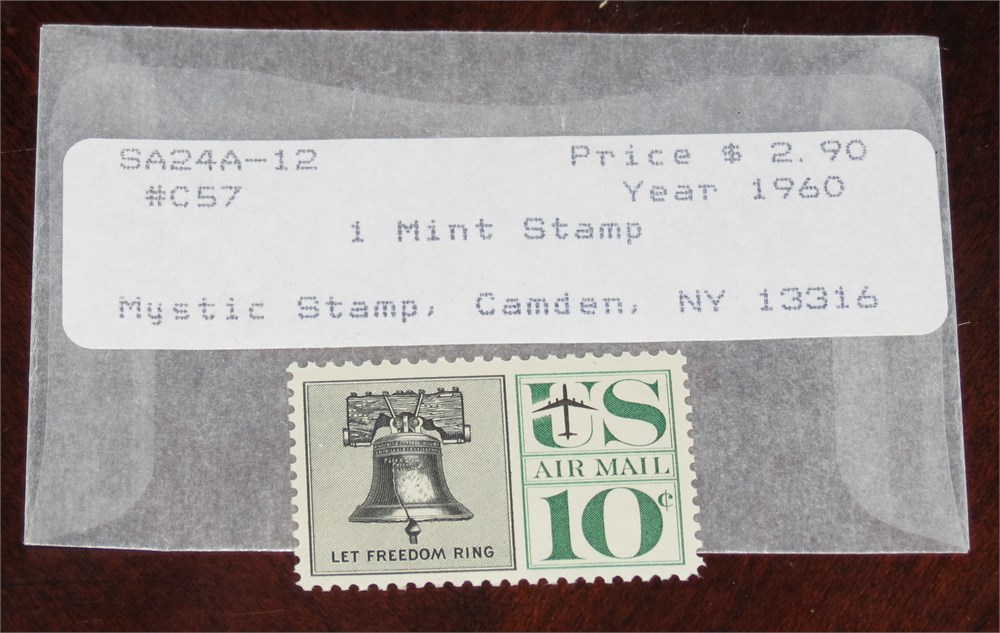 SA24A-12 Price $ 2.90
#C57 Year 1960
1 Mint Stamp
Mystic Stamp, Camden, NY 13316
US
AIR MAIL
10¢
LET FREEDOM RING